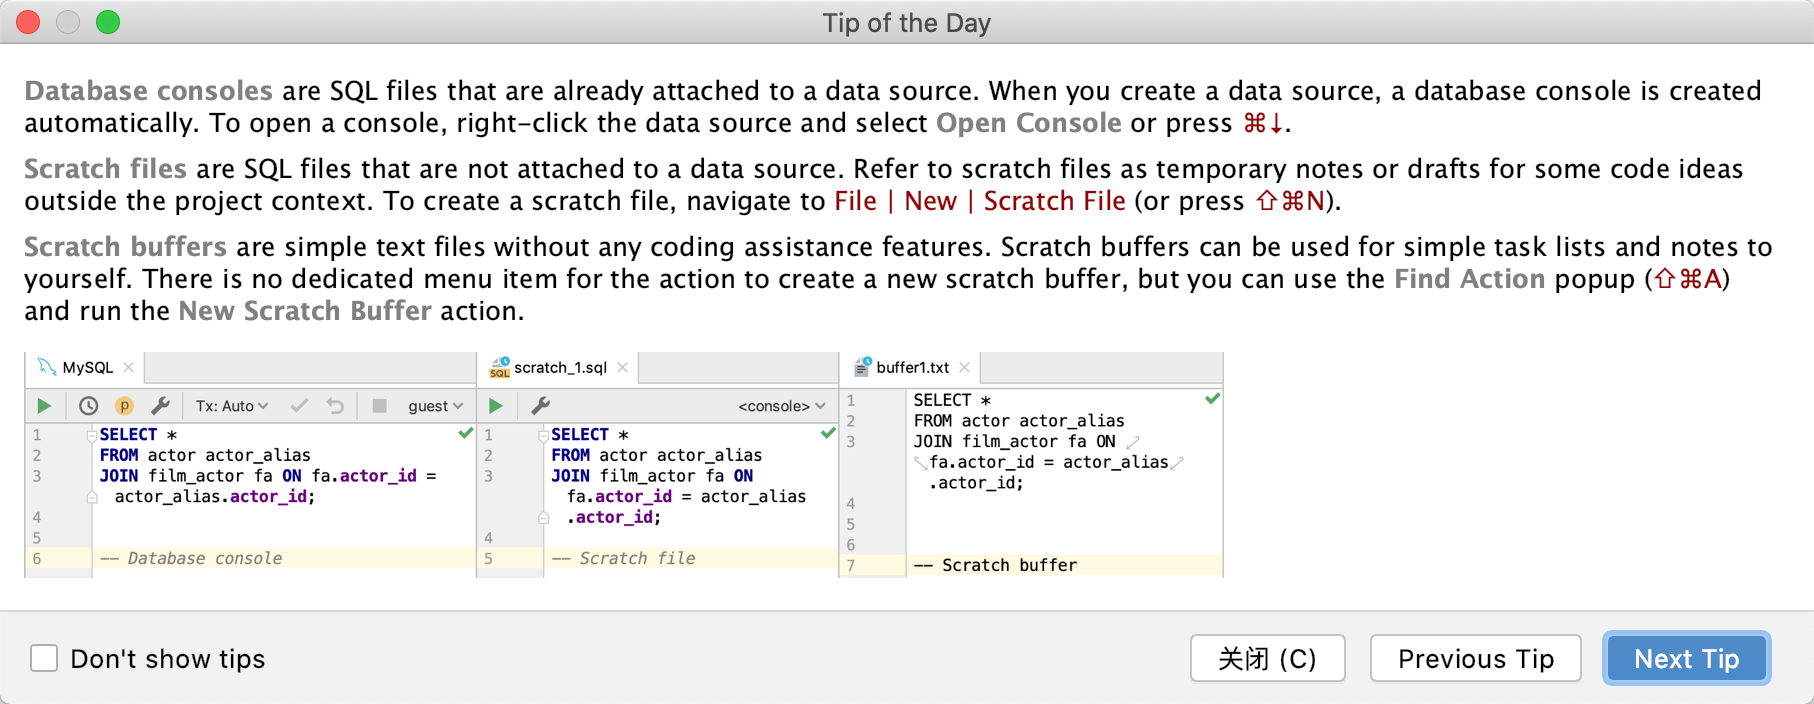 Tip of the Day
Database consoles are SQL files that are already attached to a data source. When you create a data source, a database console is created
automatically. To open a console, right-click the data source and select Open Console or press ⌘↓.
Scratch files are SQL files that are not attached to a data source. Refer to scratch files as temporary notes or drafts for some code ideas
outside the project context. To create a scratch file, navigate to File | New | Scratch File (or press ⇧⌘N).
Scratch buffers are simple text files without any coding assistance features. Scratch buffers can be used for simple task lists and notes to
yourself. There is no dedicated menu item for the action to create a new scratch buffer, but you can use the Find Action popup (⇧⌘A)
and run the New Scratch Buffer action.
MySQL
p Tx: Auto guest
1 SELECT *
2 FROM actor actor_alias
3 JOIN film_actor fa ON fa.actor_id =
actor_alias.actor_id;
4
5
6 -- Database console
SQL scratch_1.sql
<console>
1 SELECT *
2 FROM actor actor_alias
3 JOIN film_actor fa ON
fa.actor_id = actor_alias
.actor_id;
4
5 -- Scratch file
buffer1.txt
1 SELECT *
2 FROM actor actor_alias
3 JOIN film_actor fa ON
fa.actor_id = actor_alias
.actor_id;
4
5
6
7 -- Scratch buffer
Don't show tips
关闭 (C)
Previous Tip
Next Tip